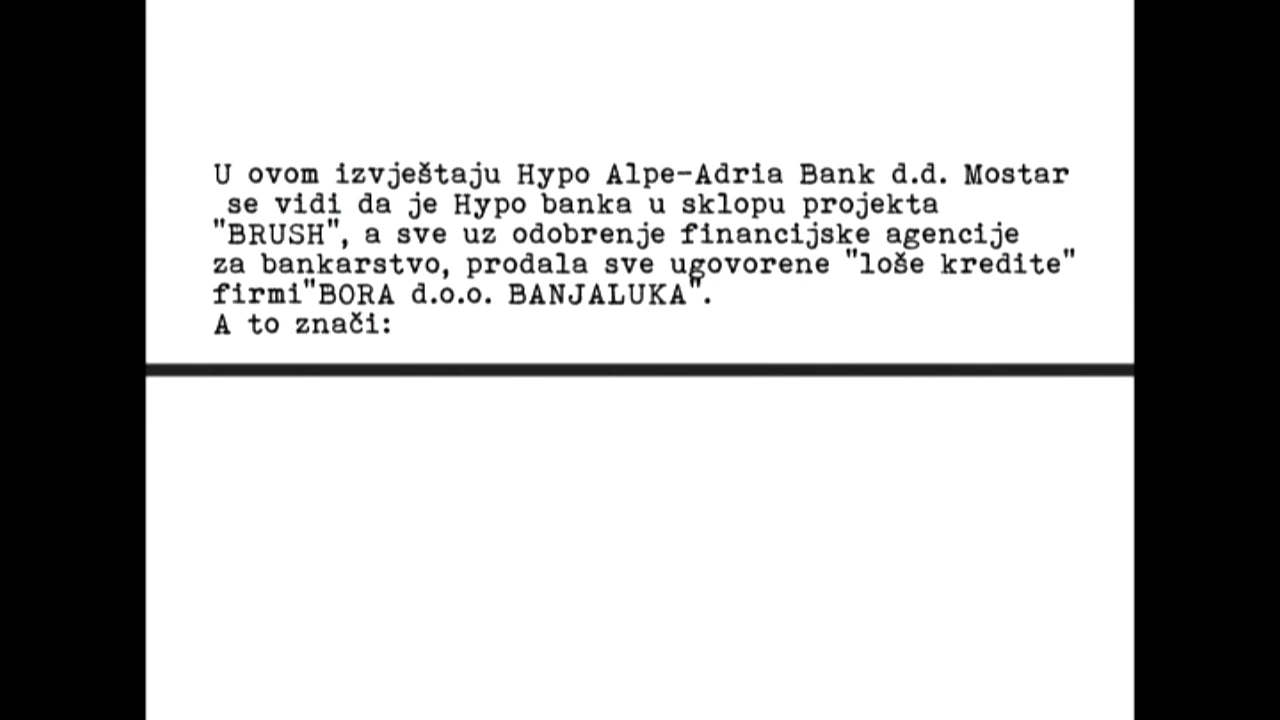 U ovom izvještaju Hypo Alpe-Adria Bank d.d. Mostar
se vidi da je Hypo banka u sklopu projekta
"BRUSH", a sve uz odobrenje financijske agencije
za bankarstvo, prodala sve ugovorene "loše kredite"
firmi"BORA d.o.o. BANJALUKA".
A to znači: